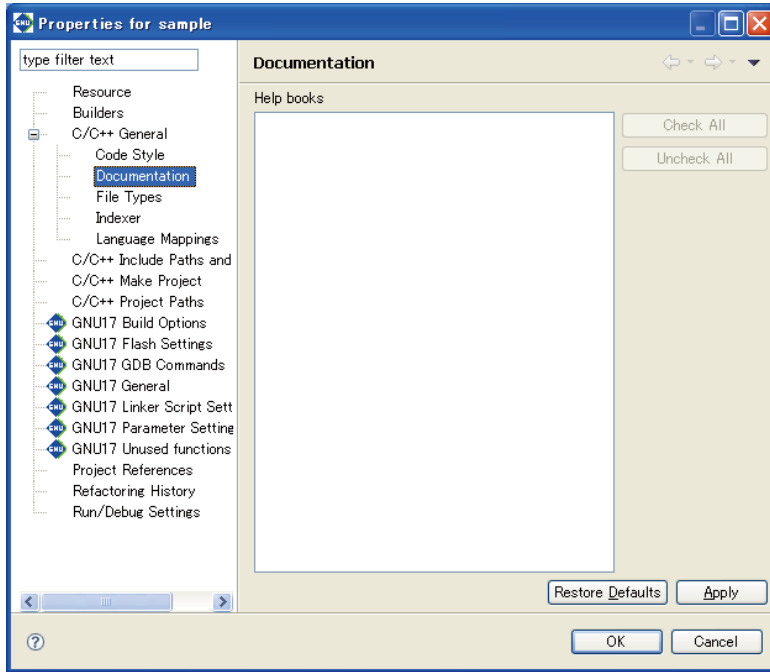 Properties for sample
type filter text
Documentation
Resource
Builders
C/C++ General
Code Style
Documentation
File Types
Indexer
Language Mappings
C/C++ Include Paths and
C/C++ Make Project
C/C++ Project Paths
GNU17 Build Options
GNU17 Flash Settings
GNU17 GDB Commands
GNU17 General
GNU17 Linker Script Sett
GNU17 Parameter Setting
GNU17 Unused functions
Project References
Refactoring History
Run/Debug Settings
Help books
Check All
Uncheck All
Restore Defaults
Apply
OK
Cancel